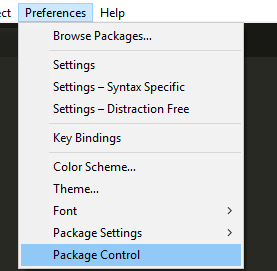 ect Preferences Help
Browse Packages...
Settings
Settings – Syntax Specific
Settings – Distraction Free
Key Bindings
Color Scheme...
Theme...
Font
Package Settings
Package Control